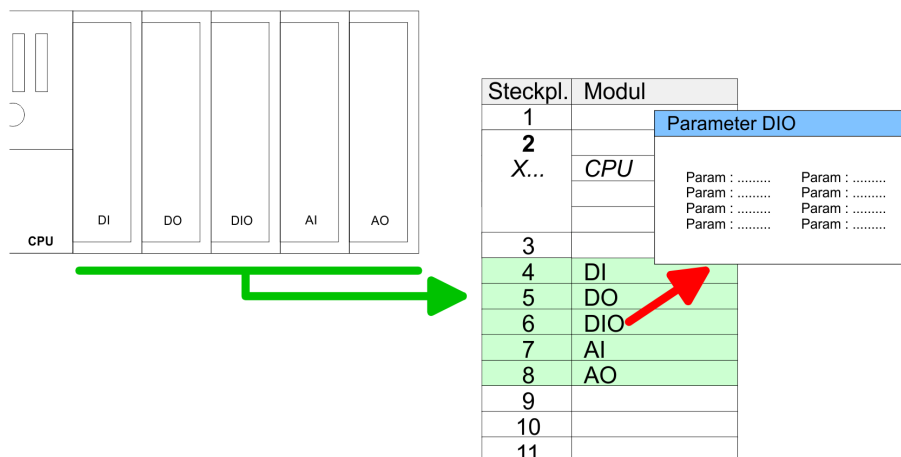 DI DO DIO AI AO
CPU
Steckpl. Modul
1
2
X... CPU
3
4 DI
5 DO
6 DIO
7 AI
8 AO
9
10
11
Parameter DIO
Param : ......... Param : .........
Param : ......... Param : .........
Param : ......... Param : .........
Param : ......... Param : .........